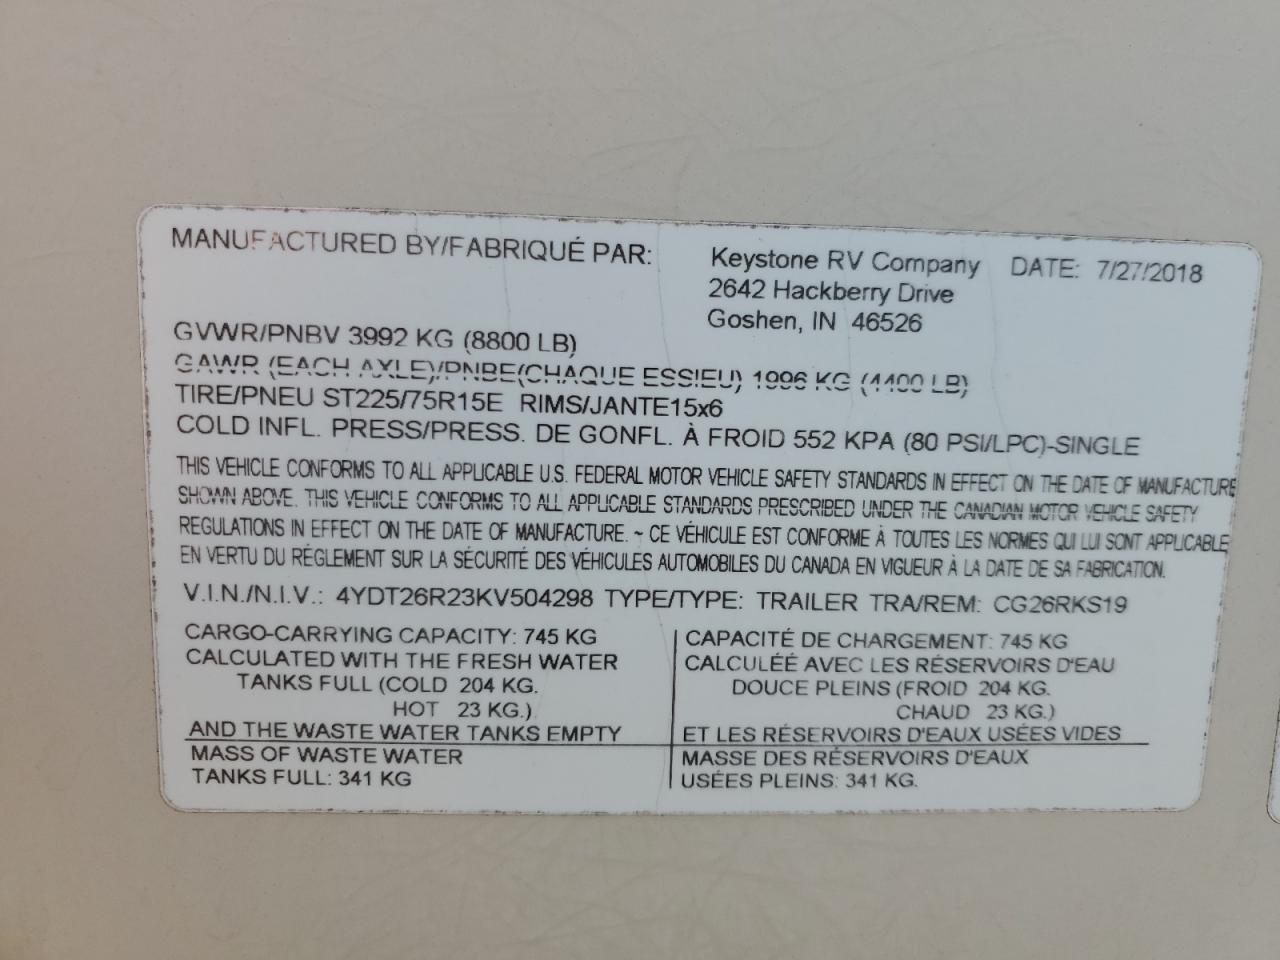 MANUFACTURED BY/FABRIQUÉ PAR: Keystone RV Company DATE: 7/27/2018
2642 Hackberry Drive
Goshen, IN 46526
GVWR/PNBV 3992 KG (8800 LB)
GAWR (EACH AXLE)/PNBE(CHAQUE ESSIEU) 1996 KG (4400 LB)
TIRE/PNEU ST225/75R15E RIMS/JANTE15x6
COLD INFL. PRESS/PRESS. DE GONFL. À FROID 552 KPA (80 PSI/LPC)-SINGLE
THIS VEHICLE CONFORMS TO ALL APPLICABLE U.S. FEDERAL MOTOR VEHICLE SAFETY STANDARDS IN EFFECT ON THE DATE OF MANUFACTURE
SHOWN ABOVE. THIS VEHICLE CONFORMS TO ALL APPLICABLE STANDARDS PRESCRIBED UNDER THE CANADIAN MOTOR VEHICLE SAFETY
REGULATIONS IN EFFECT ON THE DATE OF MANUFACTURE. ~ CE VÉHICULE EST CONFORME À TOUTES LES NORMES QUI LUI SONT APPLICABLE
EN VERTU DU RÉGLEMENT SUR LA SÉCURITÉ DES VÉHICULES AUTOMOBILES DU CANADA EN VIGUEUR À LA DATE DE SA FABRICATION.
V.I.N./N.I.V.: 4YDT26R23KV504298 TYPE/TYPE: TRAILER TRA/REM: CG26RKS19
CARGO-CARRYING CAPACITY: 745 KG
CALCULATED WITH THE FRESH WATER
TANKS FULL (COLD 204 KG.
HOT 23 KG.)
AND THE WASTE WATER TANKS EMPTY
MASS OF WASTE WATER
TANKS FULL: 341 KG
CAPACITÉ DE CHARGEMENT: 745 KG
CALCULÉE AVEC LES RÉSERVOIRS D'EAU
DOUCE PLEINS (FROID 204 KG.
CHAUD 23 KG.)
ET LES RÉSERVOIRS D'EAUX USÉES VIDES
MASSE DES RÉSERVOIRS D'EAUX
USÉES PLEINS: 341 KG.